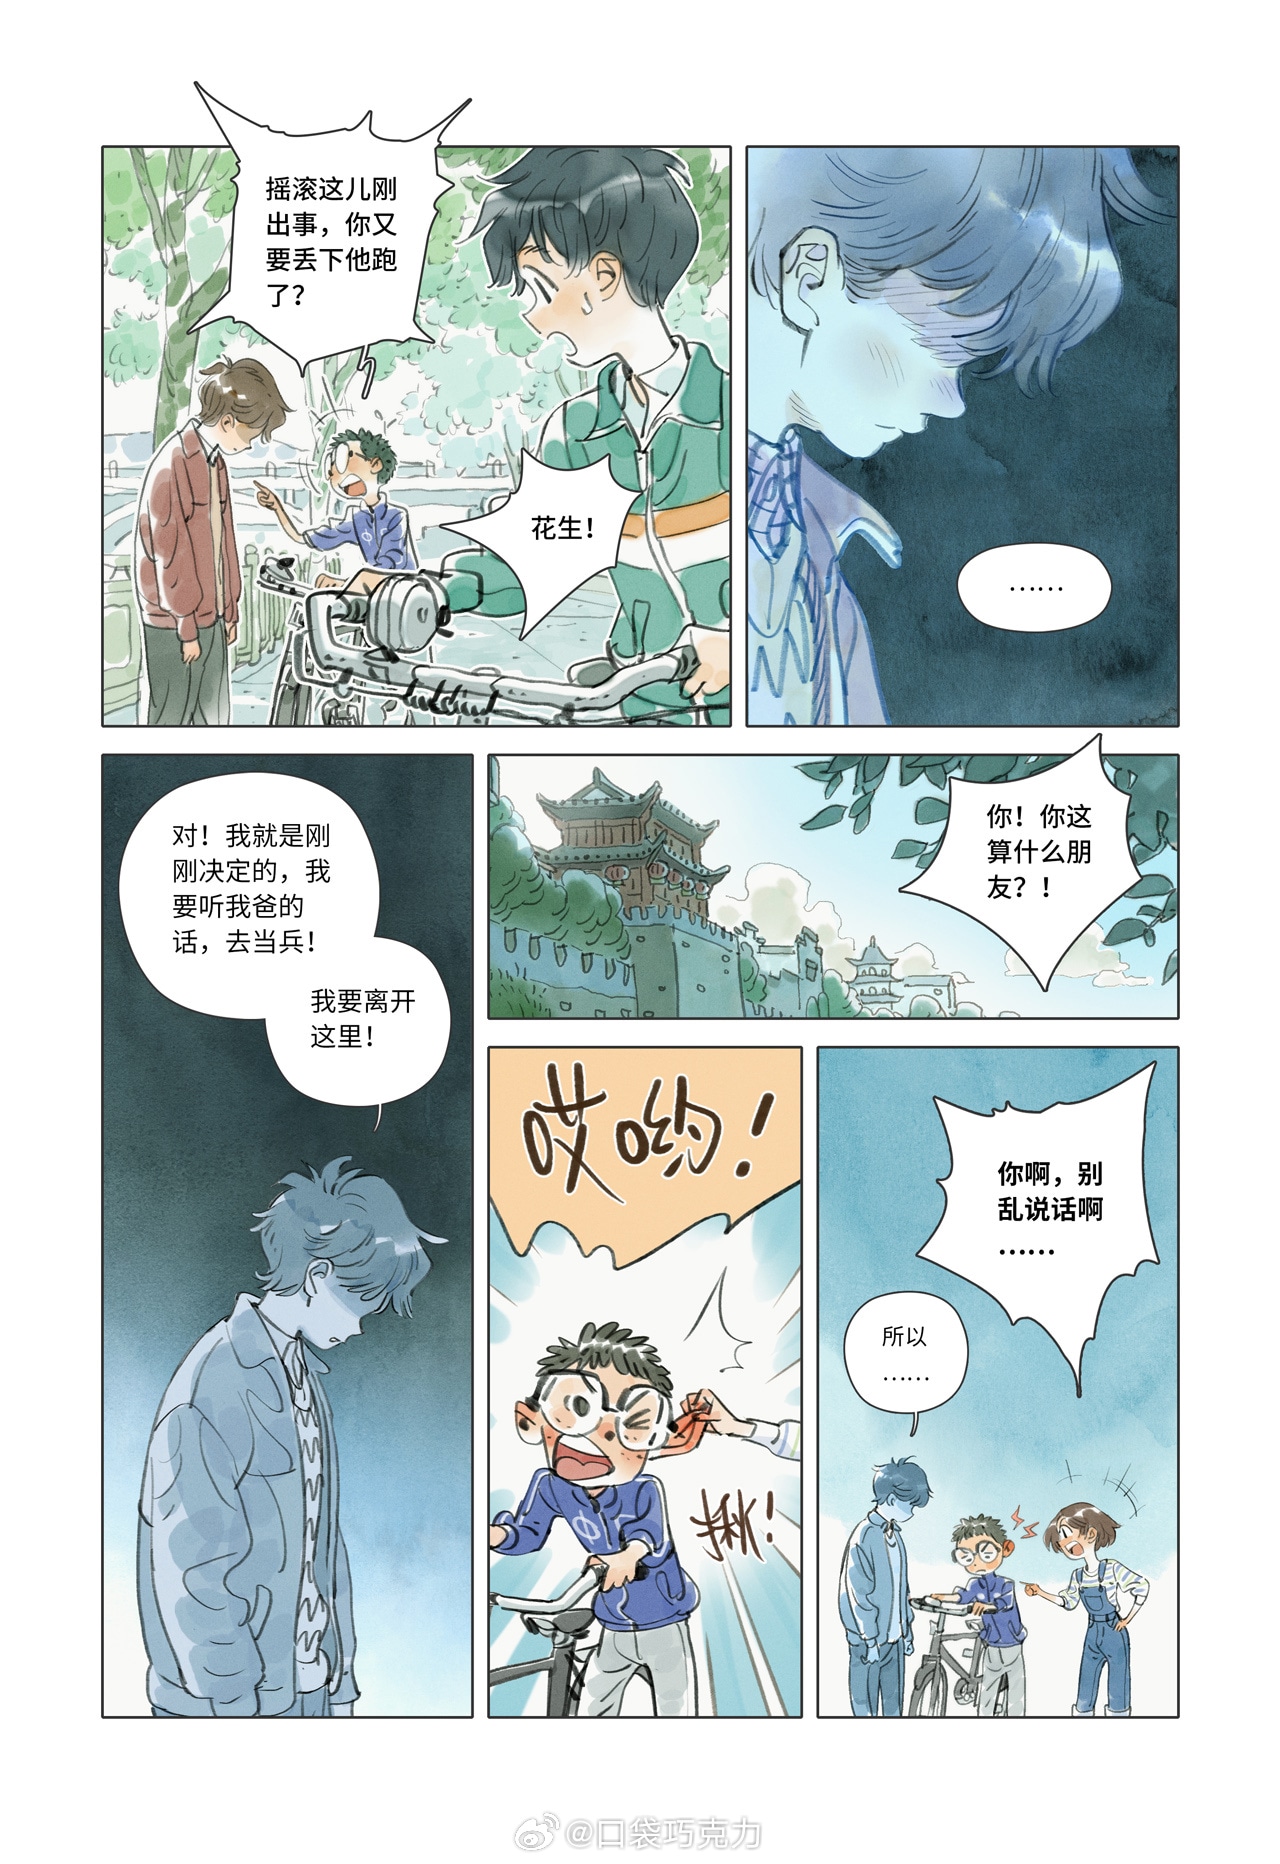 摇滚这儿刚
出事，你又
要丢下他跑
了？
花生！
……
对！我就是刚
刚决定的，我
要听我爸的
话，去当兵！
我要离开
这里！
你！你这
算什么朋
友？！
哎哟！
揪！
你啊，别
乱说话啊
……
所以
……
@口袋巧克力